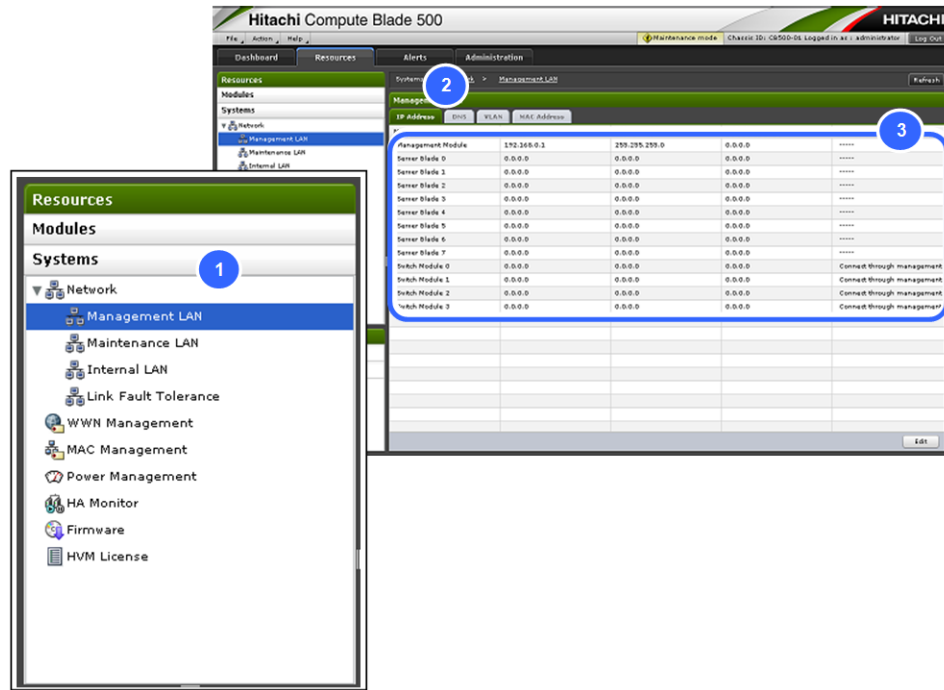 Hitachi Compute Blade 500
HITACHI
File Action Help
Maintenance mode Chassis ID: CB500-01 Logged in as : administrator Log Out
Dashboard Resources Alerts Administration
Resources
Modules
Systems
Network
Management LAN
Maintenance LAN
Internal LAN
Systems > Management LAN
Refresh
2
IP Address DNS VLAN MAC Address
3
Management Module 192.168.0.1 255.255.255.0 0.0.0.0 -----
Server Blade 0 0.0.0.0 0.0.0.0 0.0.0.0 -----
Server Blade 1 0.0.0.0 0.0.0.0 0.0.0.0 -----
Server Blade 2 0.0.0.0 0.0.0.0 0.0.0.0 -----
Server Blade 3 0.0.0.0 0.0.0.0 0.0.0.0 -----
Server Blade 4 0.0.0.0 0.0.0.0 0.0.0.0 -----
Server Blade 5 0.0.0.0 0.0.0.0 0.0.0.0 -----
Server Blade 6 0.0.0.0 0.0.0.0 0.0.0.0 -----
Server Blade 7 0.0.0.0 0.0.0.0 0.0.0.0 -----
Switch Module 0 0.0.0.0 0.0.0.0 0.0.0.0 Connect through management
Switch Module 1 0.0.0.0 0.0.0.0 0.0.0.0 Connect through management
Switch Module 2 0.0.0.0 0.0.0.0 0.0.0.0 Connect through management
Switch Module 3 0.0.0.0 0.0.0.0 0.0.0.0 Connect through management
Edit
Resources
Modules
Systems
1
Network
Management LAN
Maintenance LAN
Internal LAN
Link Fault Tolerance
WWN Management
MAC Management
Power Management
HA Monitor
Firmware
HVM License